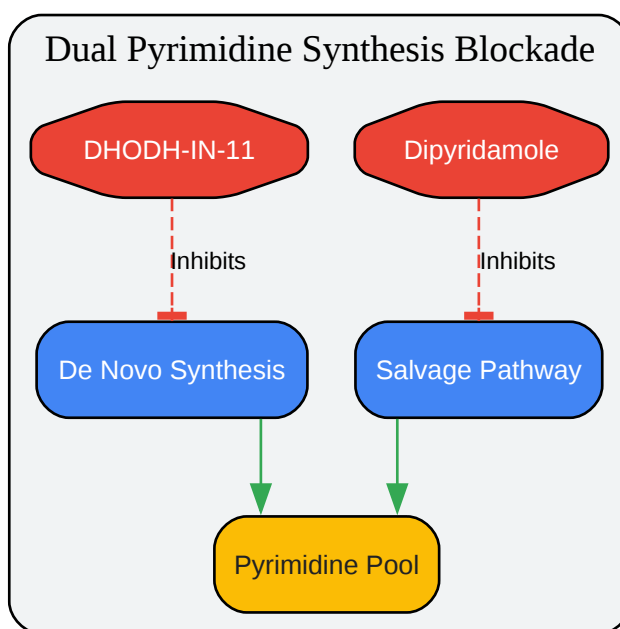 Dual Pyrimidine Synthesis Blockade
DHODH-IN-11
Dipyridamole
Inhibits
Inhibits
De Novo Synthesis
Salvage Pathway
Pyrimidine Pool